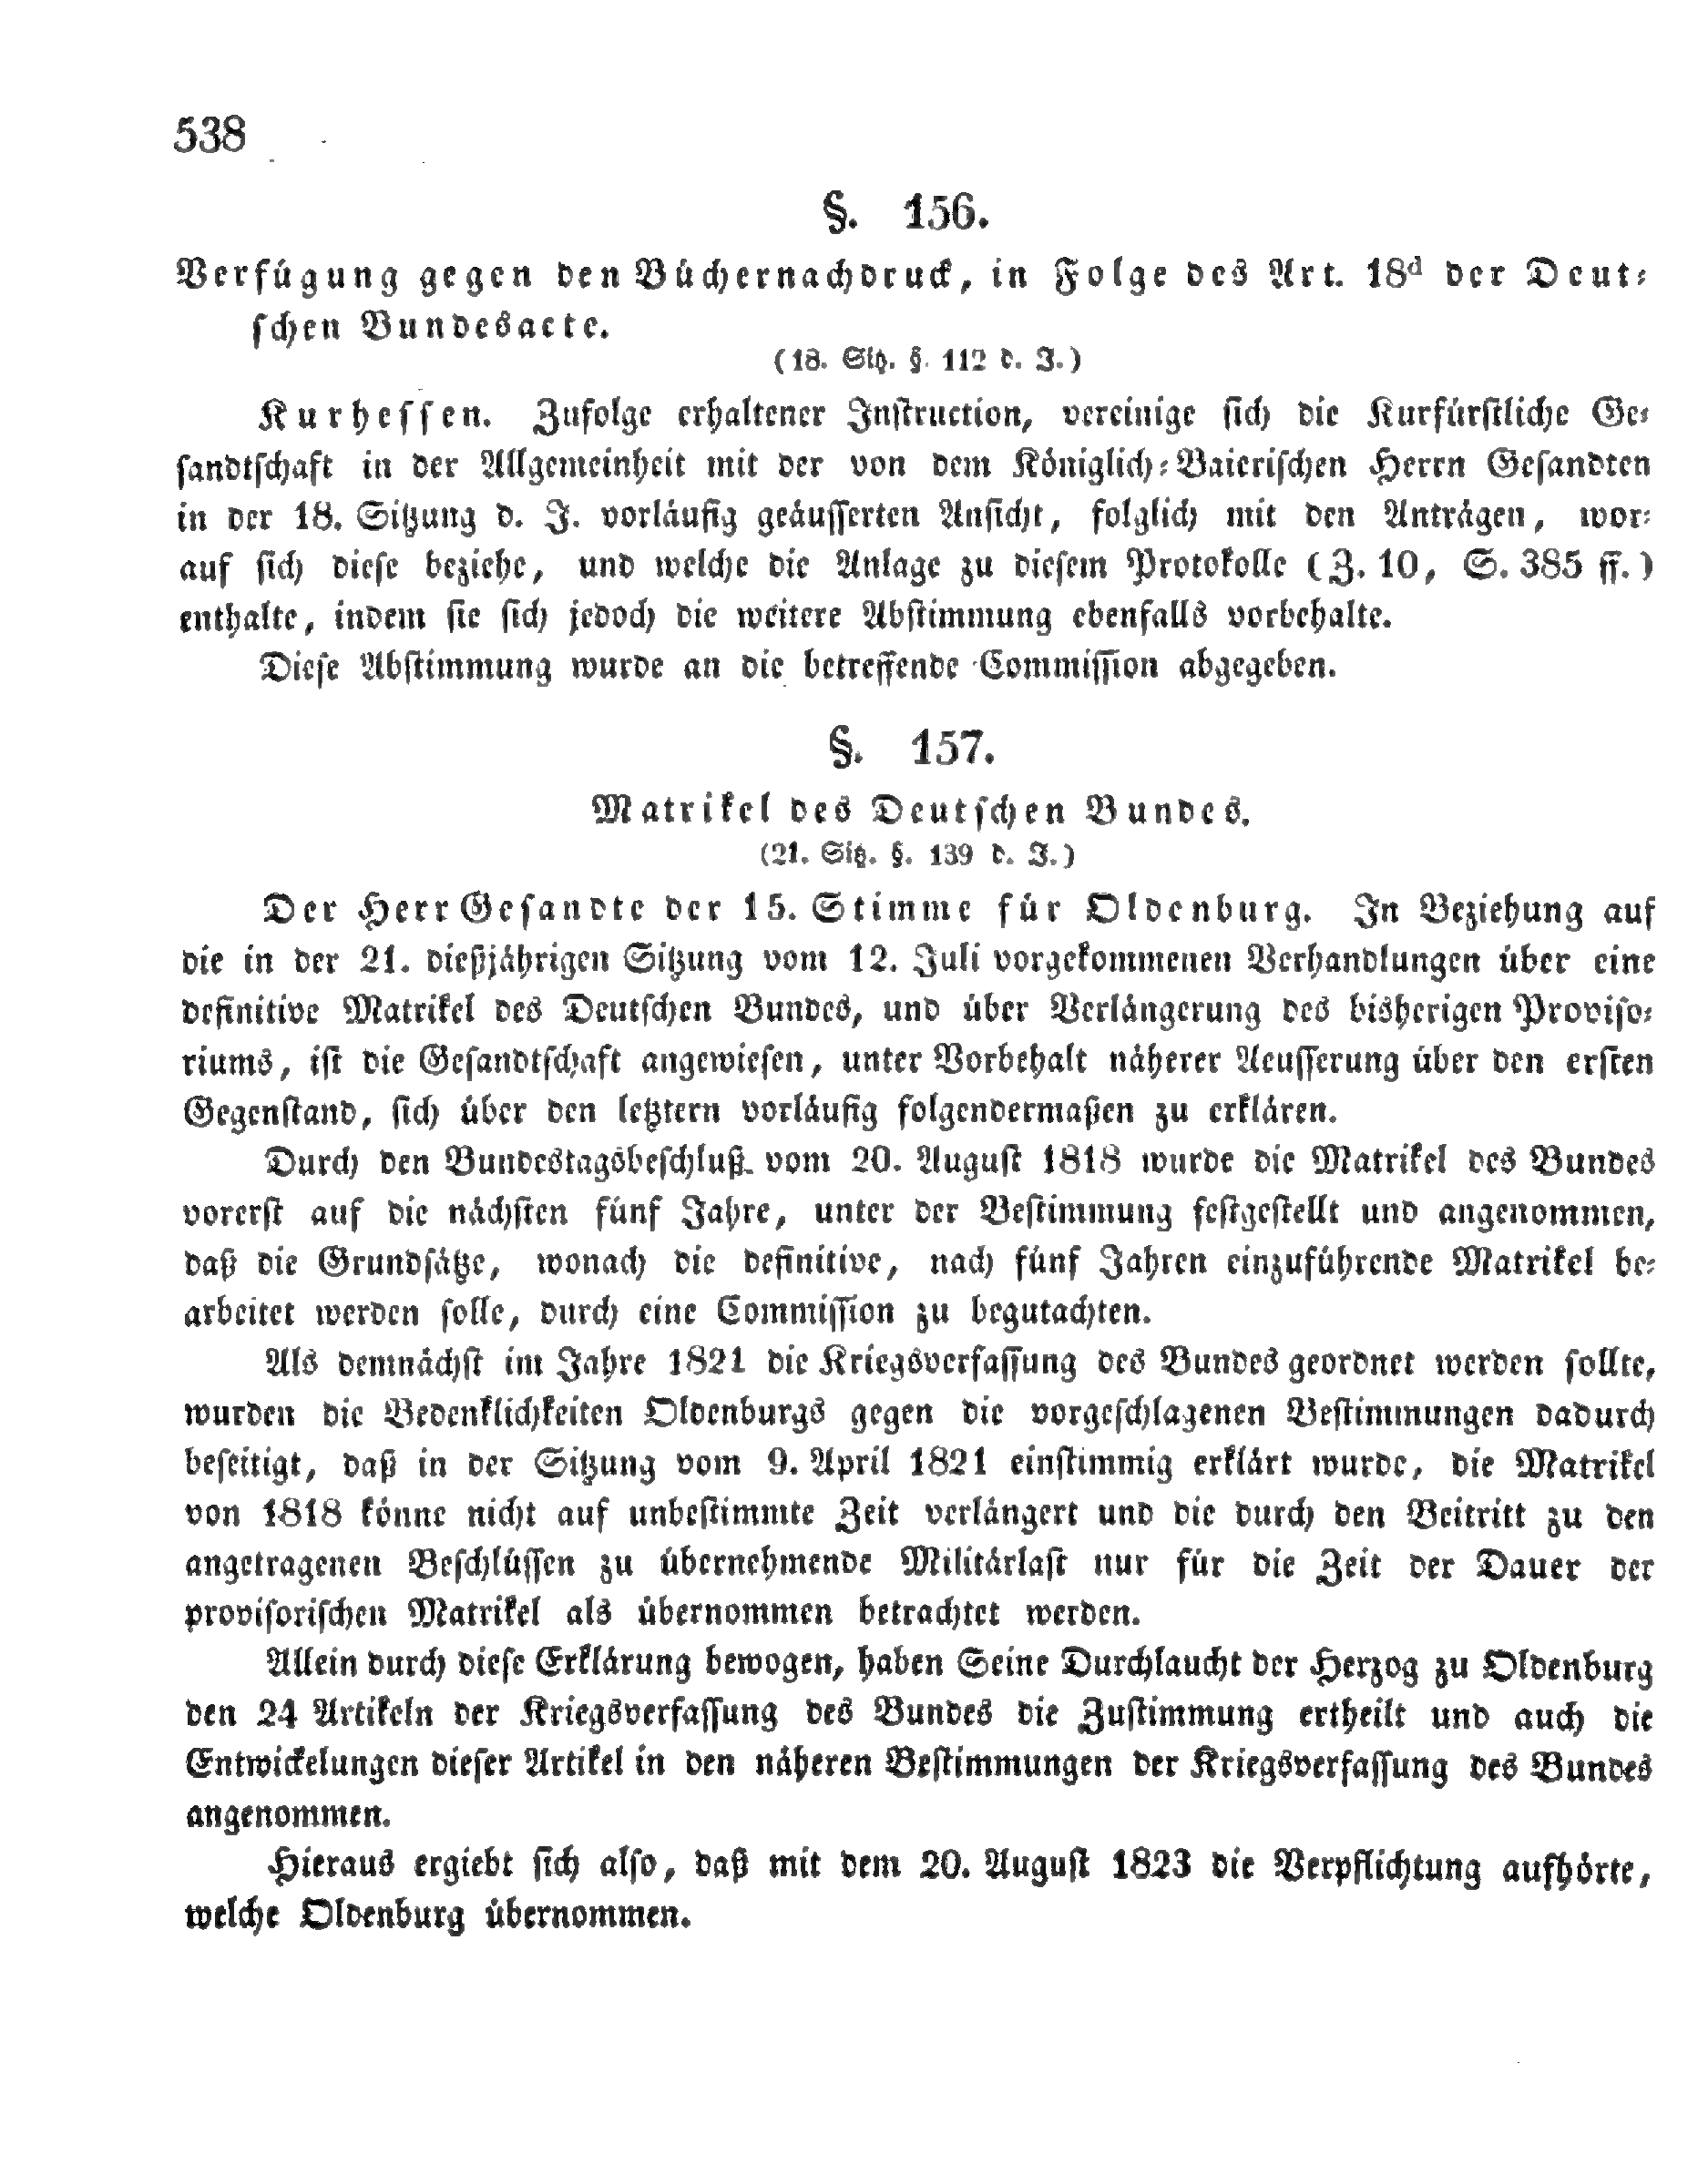 538
§. 156.
Verfügung gegen den Büchernachdruck, in Folge des Art. 18d der Deut-
schen Bundesacte.
(18. Sitz. §. 112 d. J.)
Kurhessen. Zufolge erhaltener Instruction, vereinige sich die Kurfürstliche Ge-
sandtschaft in der Allgemeinheit mit der von dem Königlich-Baierischen Herrn Gesandten
in der 18. Sitzung d. J. vorläufig geäusserten Ansicht, folglich mit den Anträgen, wor-
auf sich diese beziehe, und welche die Anlage zu diesem Protokolle (Z. 10, S. 385 ff.)
enthalte, indem sie sich jedoch die weitere Abstimmung ebenfalls vorbehalte.
Diese Abstimmung wurde an die betreffende Commission abgegeben.
§. 157.
Matrikel des Deutschen Bundes.
(21. Sitz. §. 139 d. J.)
Der Herr Gesandte der 15. Stimme für Oldenburg. In Beziehung auf
die in der 21. dießjährigen Sitzung vom 12. Juli vorgekommenen Verhandlungen über eine
definitive Matrikel des Deutschen Bundes, und über Verlängerung des bisherigen Proviso-
riums, ist die Gesandtschaft angewiesen, unter Vorbehalt näherer Aeusserung über den ersten
Gegenstand, sich über den letztern vorläufig folgendermaßen zu erklären.
Durch den Bundestagsbeschluß vom 20. August 1818 wurde die Matrikel des Bundes
vorerst auf die nächsten fünf Jahre, unter der Bestimmung festgestellt und angenommen,
daß die Grundsätze, wonach die definitive, nach fünf Jahren einzuführende Matrikel be-
arbeitet werden solle, durch eine Commission zu begutachten.
Als demnächst im Jahre 1821 die Kriegsverfassung des Bundes geordnet werden sollte,
wurden die Bedenklichkeiten Oldenburgs gegen die vorgeschlagenen Bestimmungen dadurch
beseitigt, daß in der Sitzung vom 9. April 1821 einstimmig erklärt wurde, die Matrikel
von 1818 könne nicht auf unbestimmte Zeit verlängert und die durch den Beitritt zu den
angetragenen Beschlüssen zu übernehmende Militärlast nur für die Zeit der Dauer der
provisorischen Matrikel als übernommen betrachtet werden.
Allein durch diese Erklärung bewogen, haben Seine Durchlaucht der Herzog zu Oldenburg
den 24 Artikeln der Kriegsverfassung des Bundes die Zustimmung ertheilt und auch die
Entwickelungen dieser Artikel in den näheren Bestimmungen der Kriegsverfassung des Bundes
angenommen.
Hieraus ergiebt sich also, daß mit dem 20. August 1823 die Verpflichtung aufhörte,
welche Oldenburg übernommen.